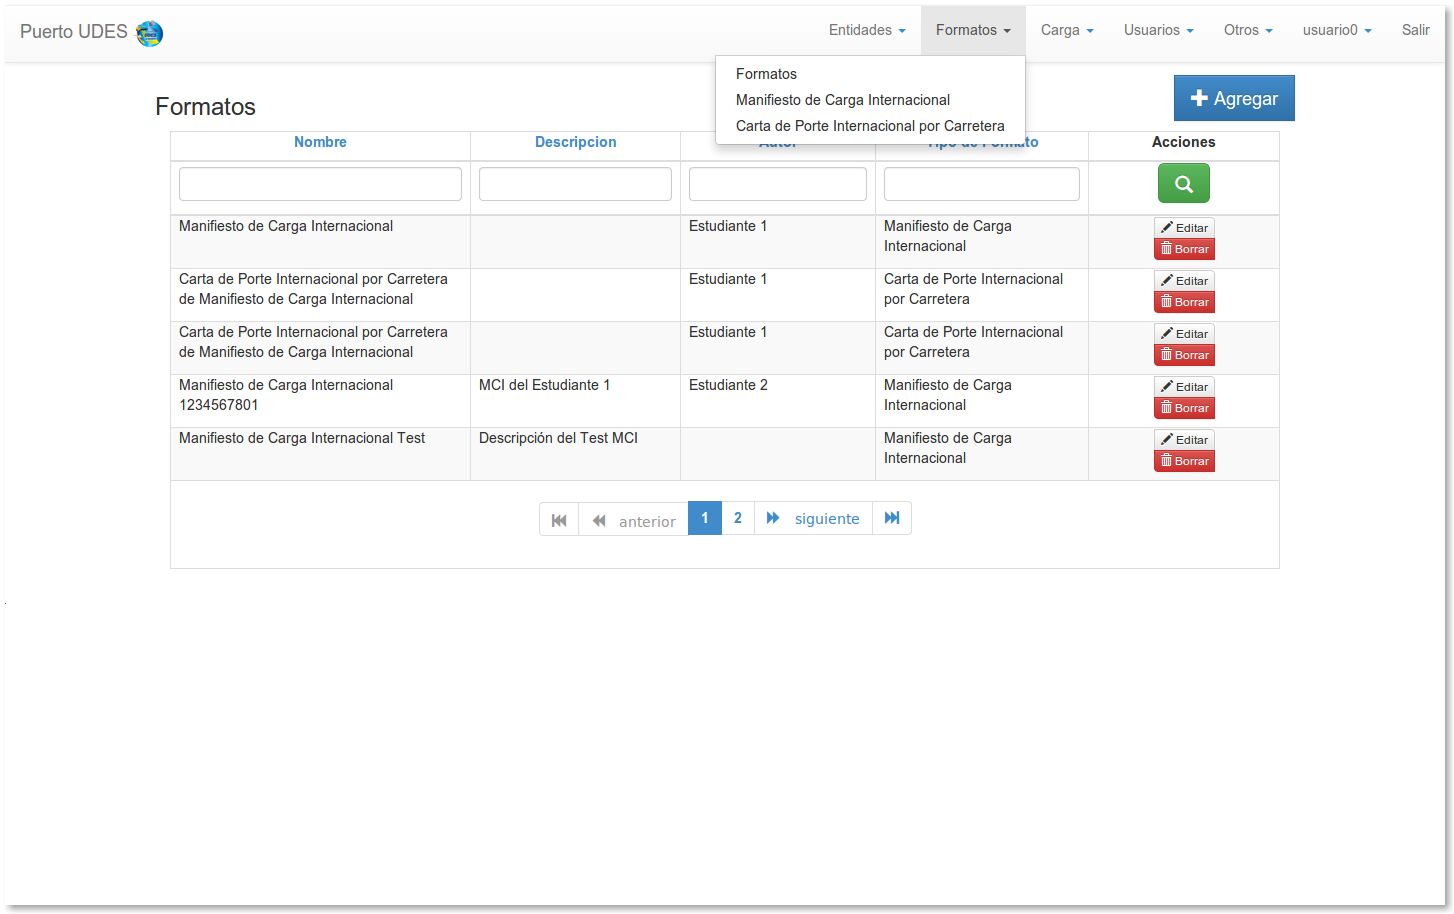 Puerto UDES
Entidades
Formatos
Carga
Usuarios
Otros
usuario0
Salir
Formatos
Manifiesto de Carga Internacional
Carta de Porte Internacional por Carretera
Formatos
Agregar
Nombre
Descripcion
Autor
Tipo de Formato
Acciones
Manifiesto de Carga Internacional
Estudiante 1
Manifiesto de Carga
Internacional
Editar
Borrar
Carta de Porte Internacional por Carretera
de Manifiesto de Carga Internacional
Estudiante 1
Carta de Porte Internacional
por Carretera
Editar
Borrar
Carta de Porte Internacional por Carretera
de Manifiesto de Carga Internacional
Estudiante 1
Carta de Porte Internacional
por Carretera
Editar
Borrar
Manifiesto de Carga Internacional
1234567801
MCI del Estudiante 1
Estudiante 2
Manifiesto de Carga
Internacional
Editar
Borrar
Manifiesto de Carga Internacional Test
Descripción del Test MCI
Manifiesto de Carga
Internacional
Editar
Borrar
anterior
1
2
siguiente